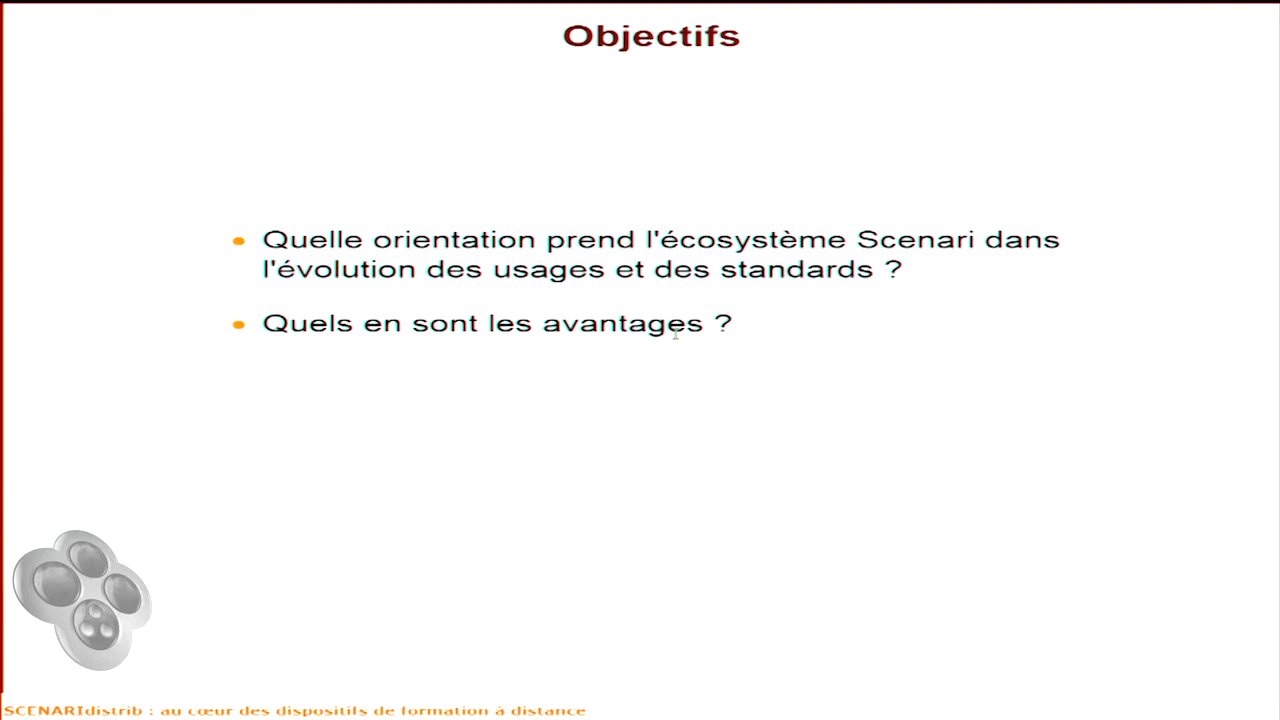 Objectifs
Quelle orientation prend l'écosystème Scenari dans
l'évolution des usages et des standards ?
Quels en sont les avantages ?
SCENARIdistrib : au cœur des dispositifs de formation à distance